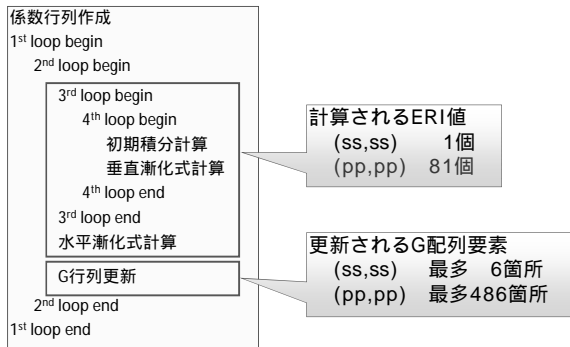 係数行列作成
1st loop begin
2nd loop begin
3rd loop begin
4th loop begin
初期積分計算
垂直漸化式計算
4th loop end
3rd loop end
水平漸化式計算
G行列更新
2nd loop end
1st loop end
計算されるERI値
(ss,ss) 1個
(pp,pp) 81個
更新されるG配列要素
(ss,ss) 最多 6箇所
(pp,pp) 最多486箇所